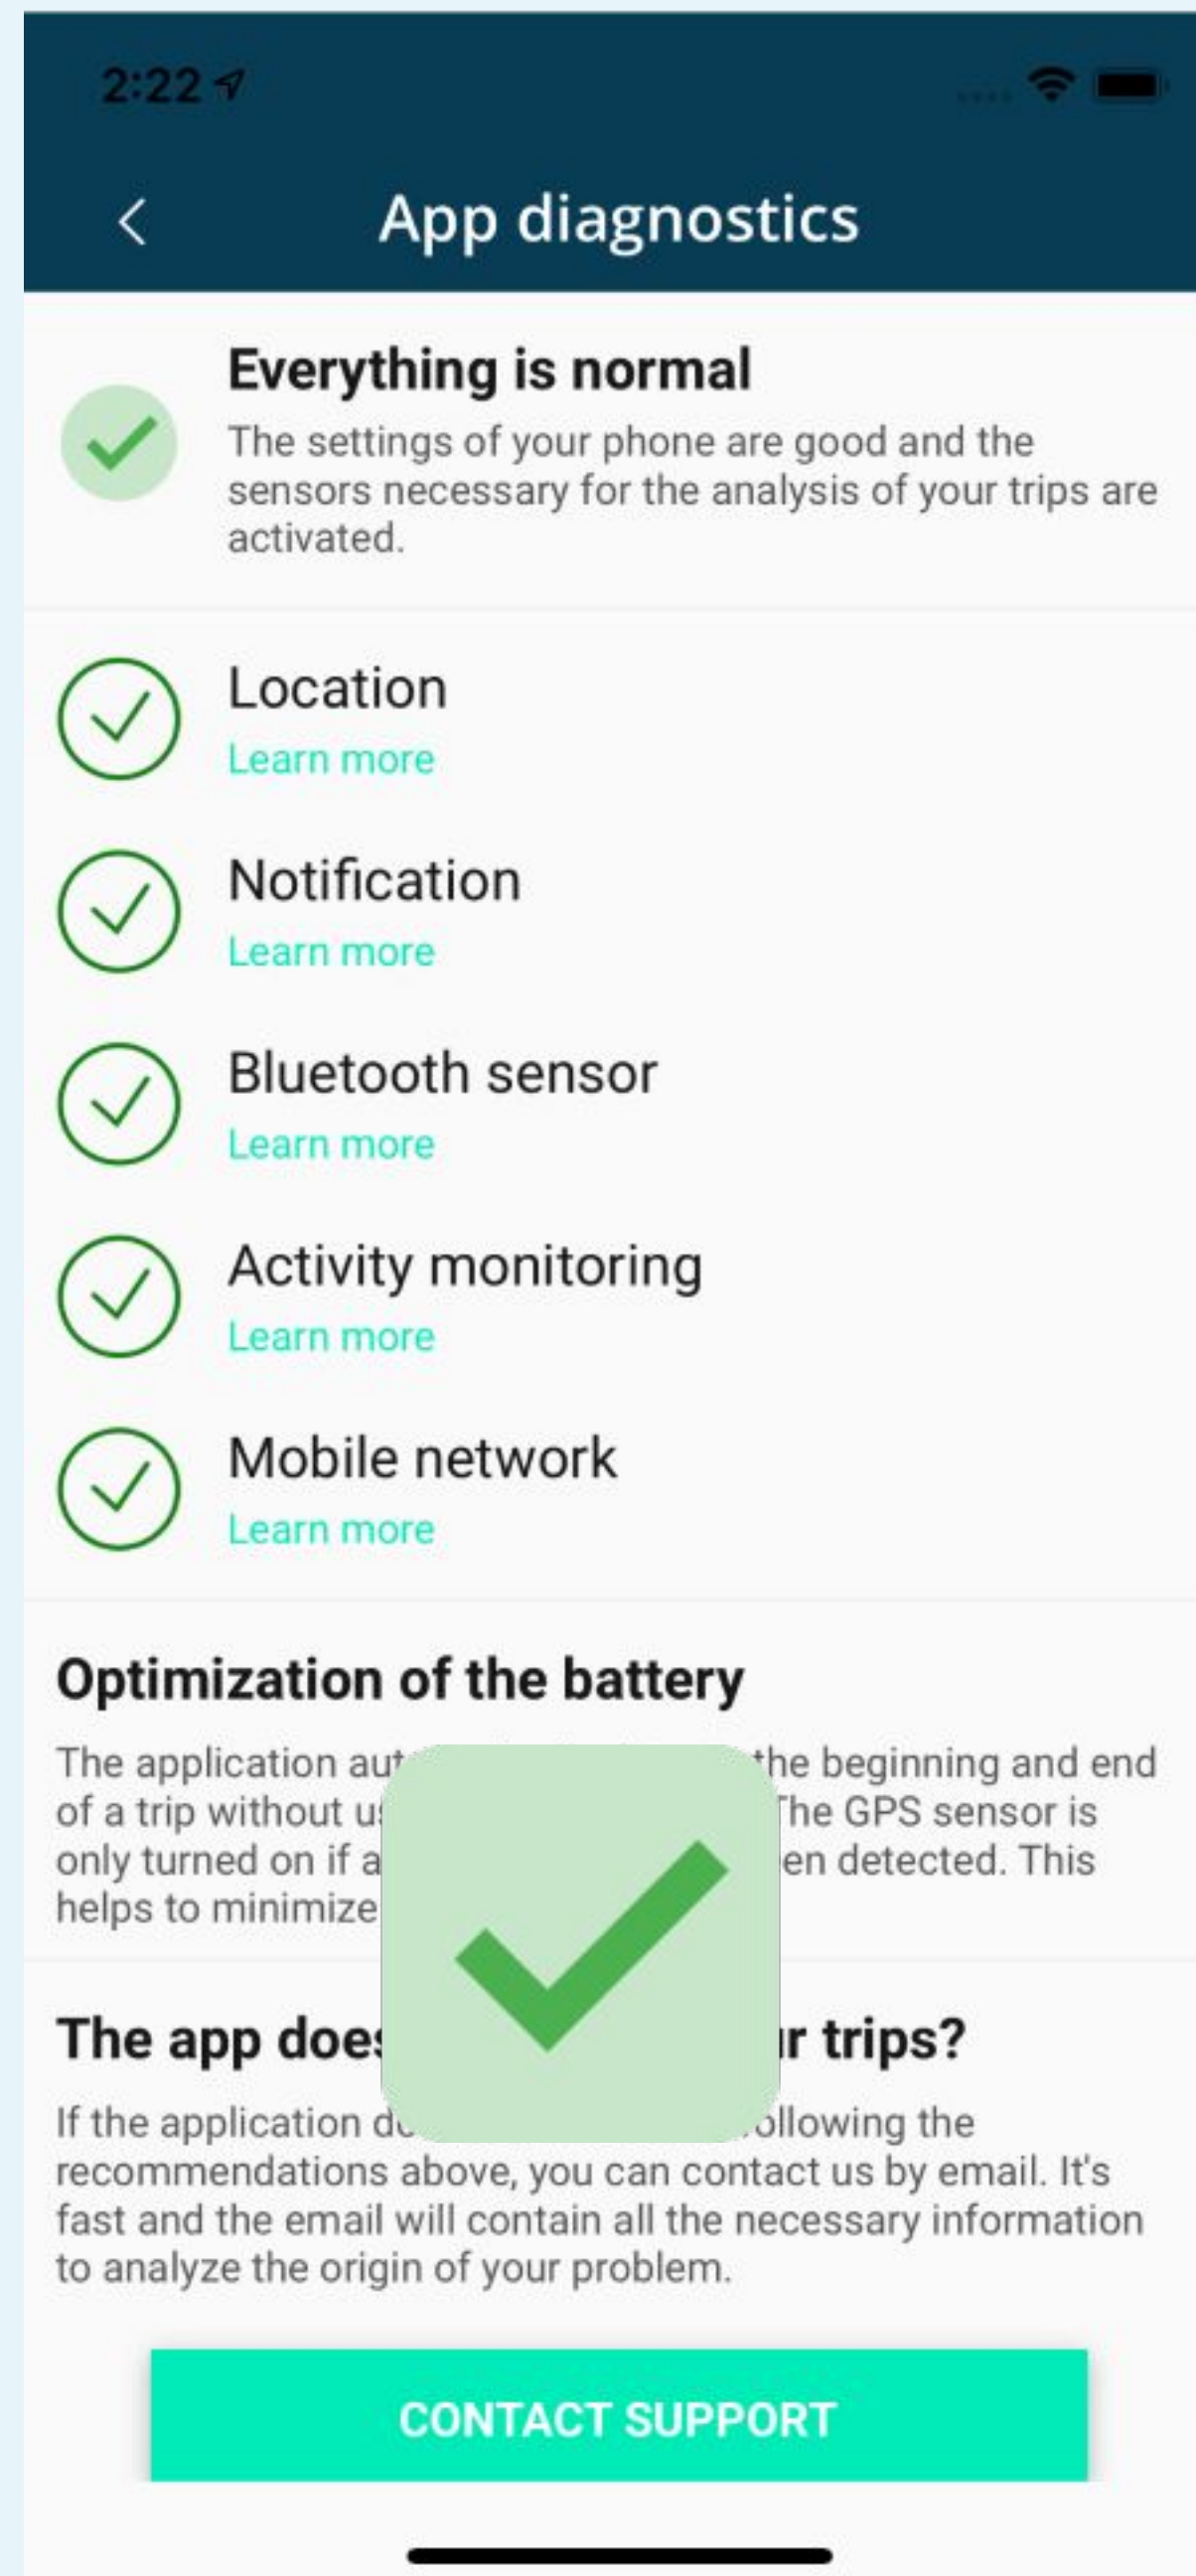 2:22
App diagnostics
Everything is normal
The settings of your phone are good and the
sensors necessary for the analysis of your trips are
activated.
Location
Learn more
Notification
Learn more
Bluetooth sensor
Learn more
Activity monitoring
Learn more
Mobile network
Learn more
Optimization of the battery
The application the beginning and end
of a trip without The GPS sensor is
only turned on if detected. This
helps to minimize
The app trips?
If the application following the
recommendations above, you can contact us by email. It's
fast and the email will contain all the necessary information
to analyze the origin of your problem.
CONTACT SUPPORT